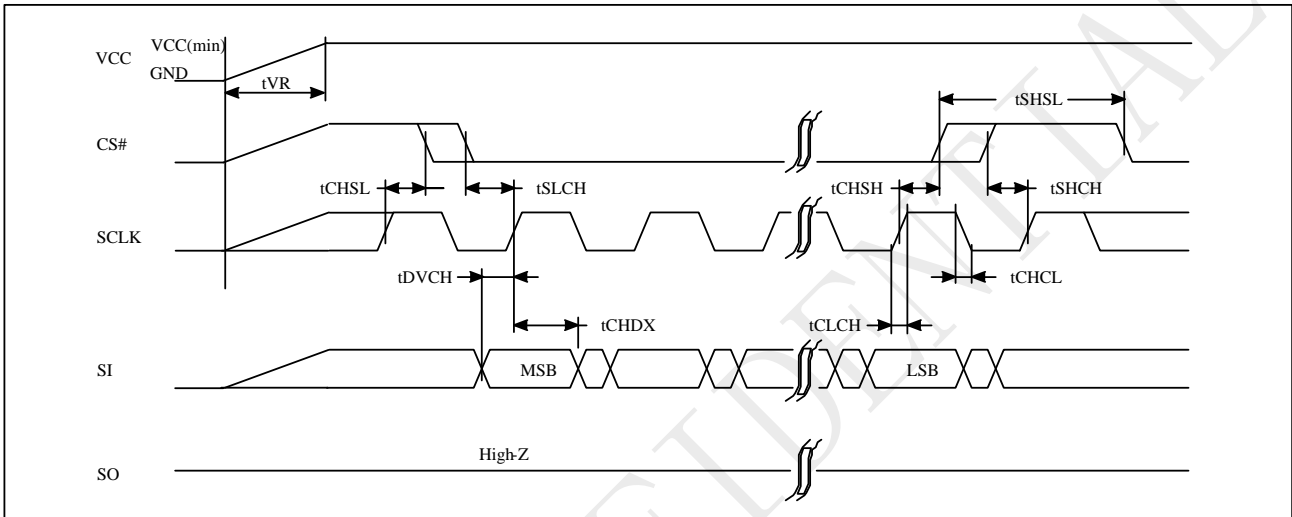 VCC
VCC(min)
GND
tVR
tSHSL
CS#
tCHSL
tSLCH
tCHSH
tSHCH
SCLK
tDVCH
tCHCL
tCHDX
tCLCH
SI
MSB
LSB
High-Z
SO